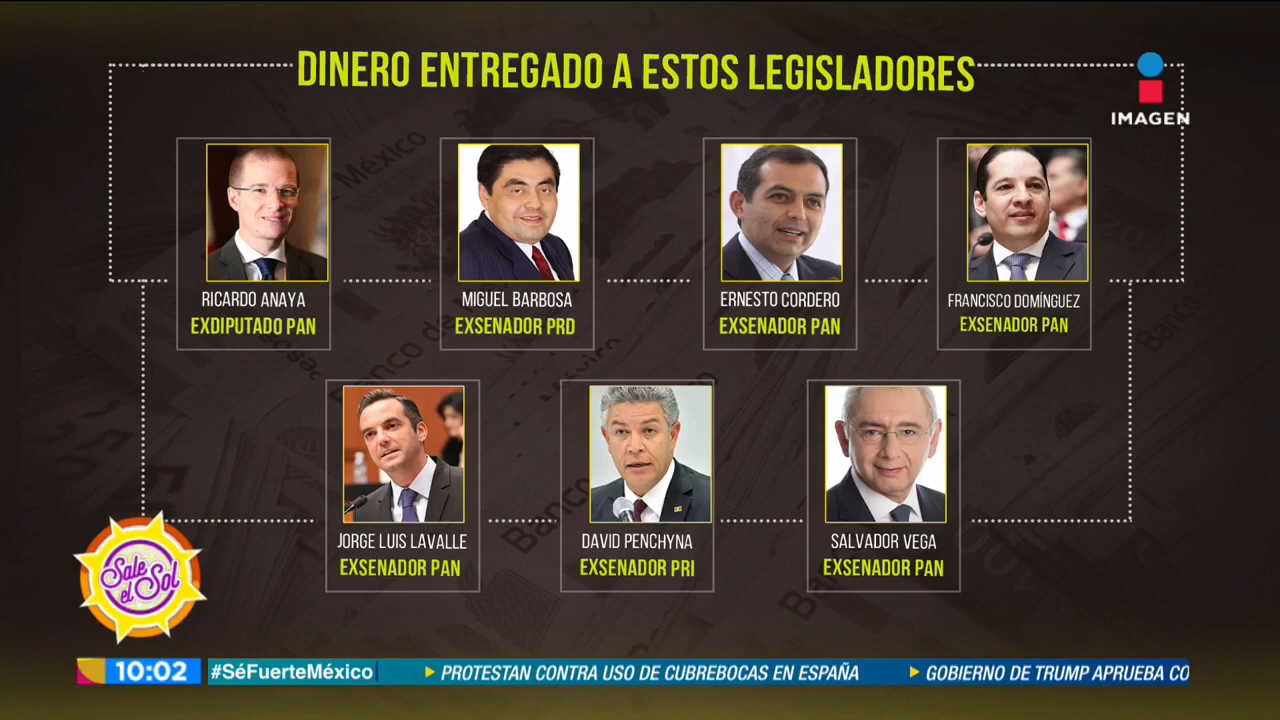 DINERO ENTREGADO A ESTOS LEGISLADORES
IMAGEN
RICARDO ANAYA
EXDIPUTADO PAN
MIGUEL BARBOSA
EXSENADOR PRD
ERNESTO CORDERO
EXSENADOR PAN
FRANCISCO DOMÍNGUEZ
EXSENADOR PAN
JORGE LUIS LAVALLE
EXSENADOR PAN
DAVID PENCHYNA
EXSENADOR PRI
SALVADOR VEGA
EXSENADOR PAN
Sale
el Sol
10:02 #SéFuerteMéxico PROTESTAN CONTRA USO DE CUBREBOCAS EN ESPAÑA GOBIERNO DE TRUMP APRUEBA CO